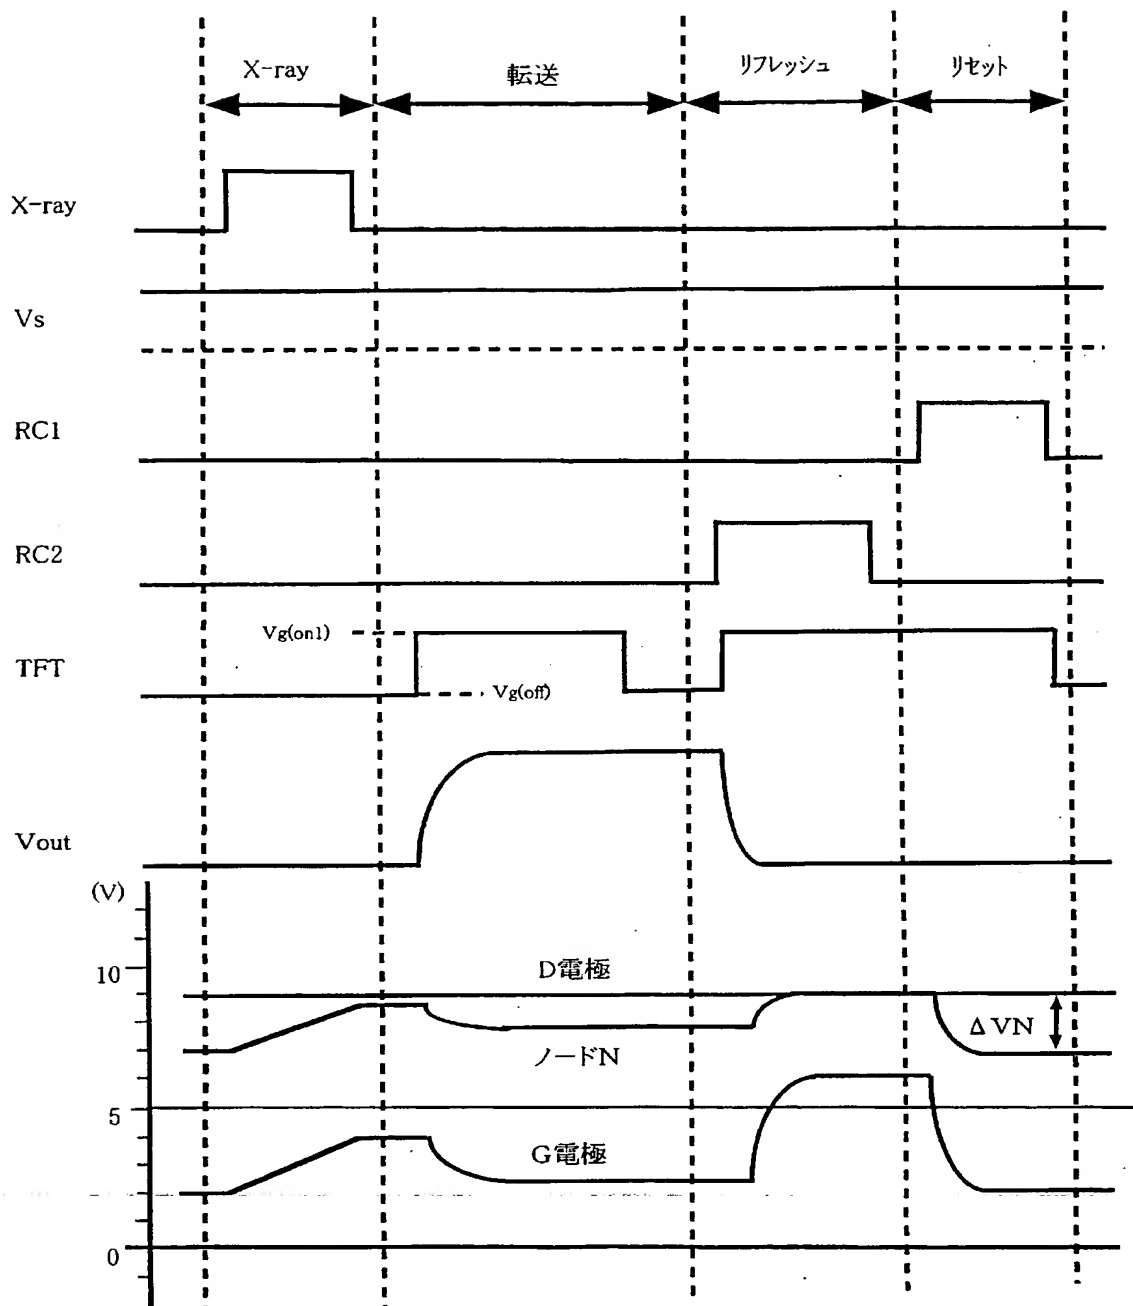 X-ray
転送
リフレッシュ
リセット
X-ray
Vs
RC1
RC2
Vg(on1)
TFT
Vg(off)
Vout
(V)
10
D電極
ΔVN
ノードN
5
G電極
0